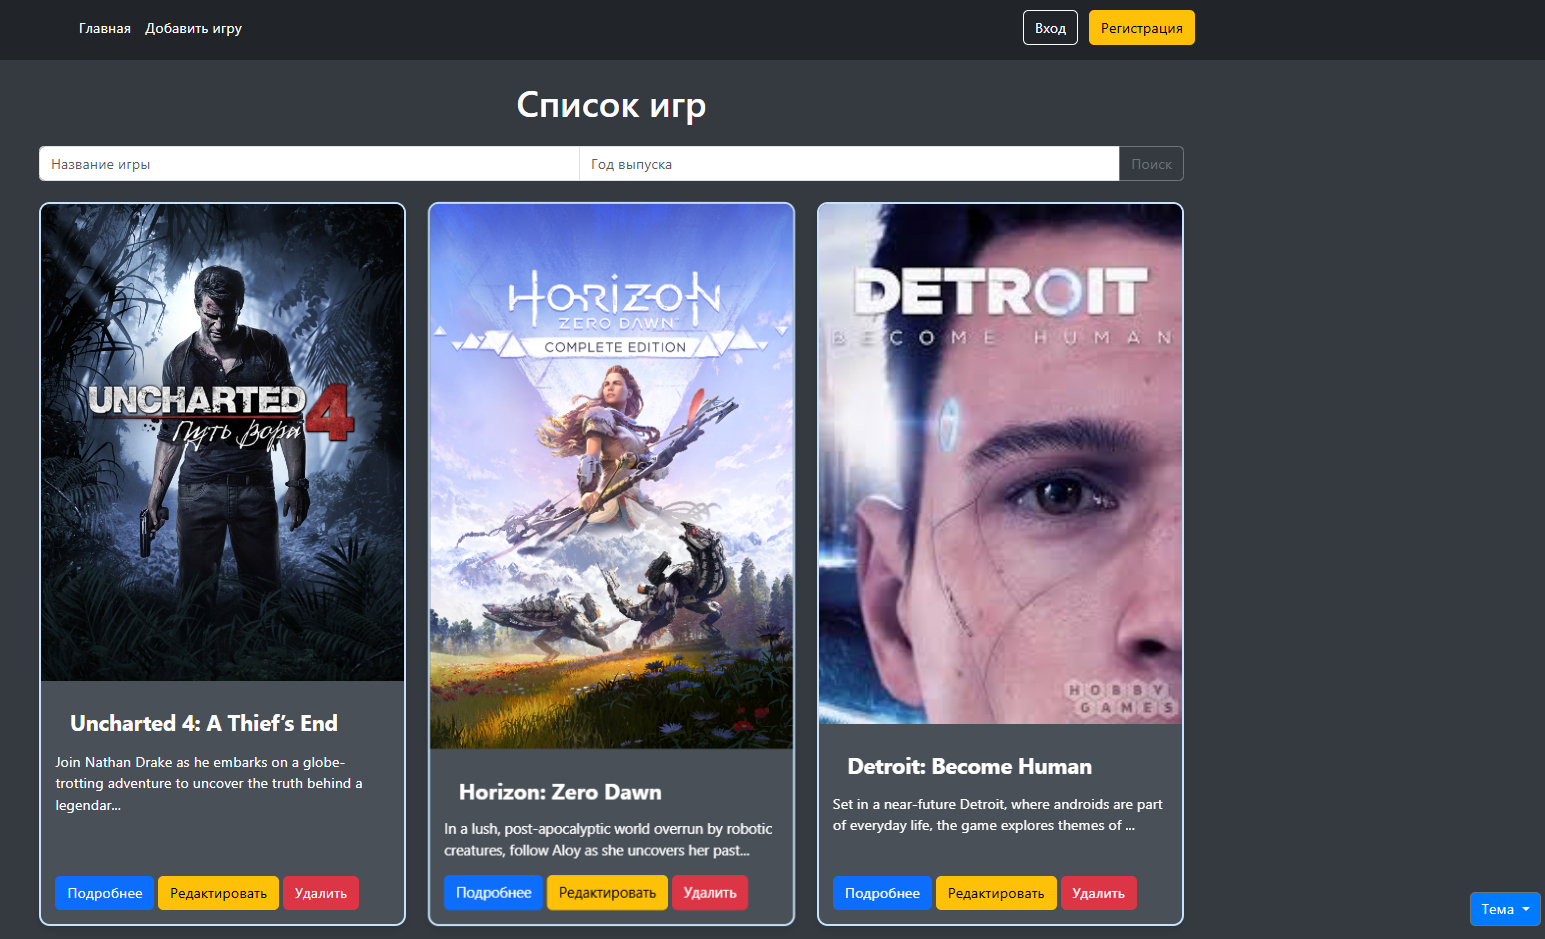 Главная Добавить игру Вход Регистрация
Список игр
Название игры Год выпуска Поиск
UNCHARTED 4
Путь вора
HORIZON
ZERO DAWN™
COMPLETE EDITION
DETROIT
BECOME HUMAN
HOBBY
GAMES
Uncharted 4: A Thief’s End
Join Nathan Drake as he embarks on a globe-
trotting adventure to uncover the truth behind a
legendar...
Подробнее Редактировать Удалить
Horizon: Zero Dawn
In a lush, post-apocalyptic world overrun by robotic
creatures, follow Aloy as she uncovers her past...
Подробнее Редактировать Удалить
Detroit: Become Human
Set in a near-future Detroit, where androids are part
of everyday life, the game explores themes of ...
Подробнее Редактировать Удалить
Тема